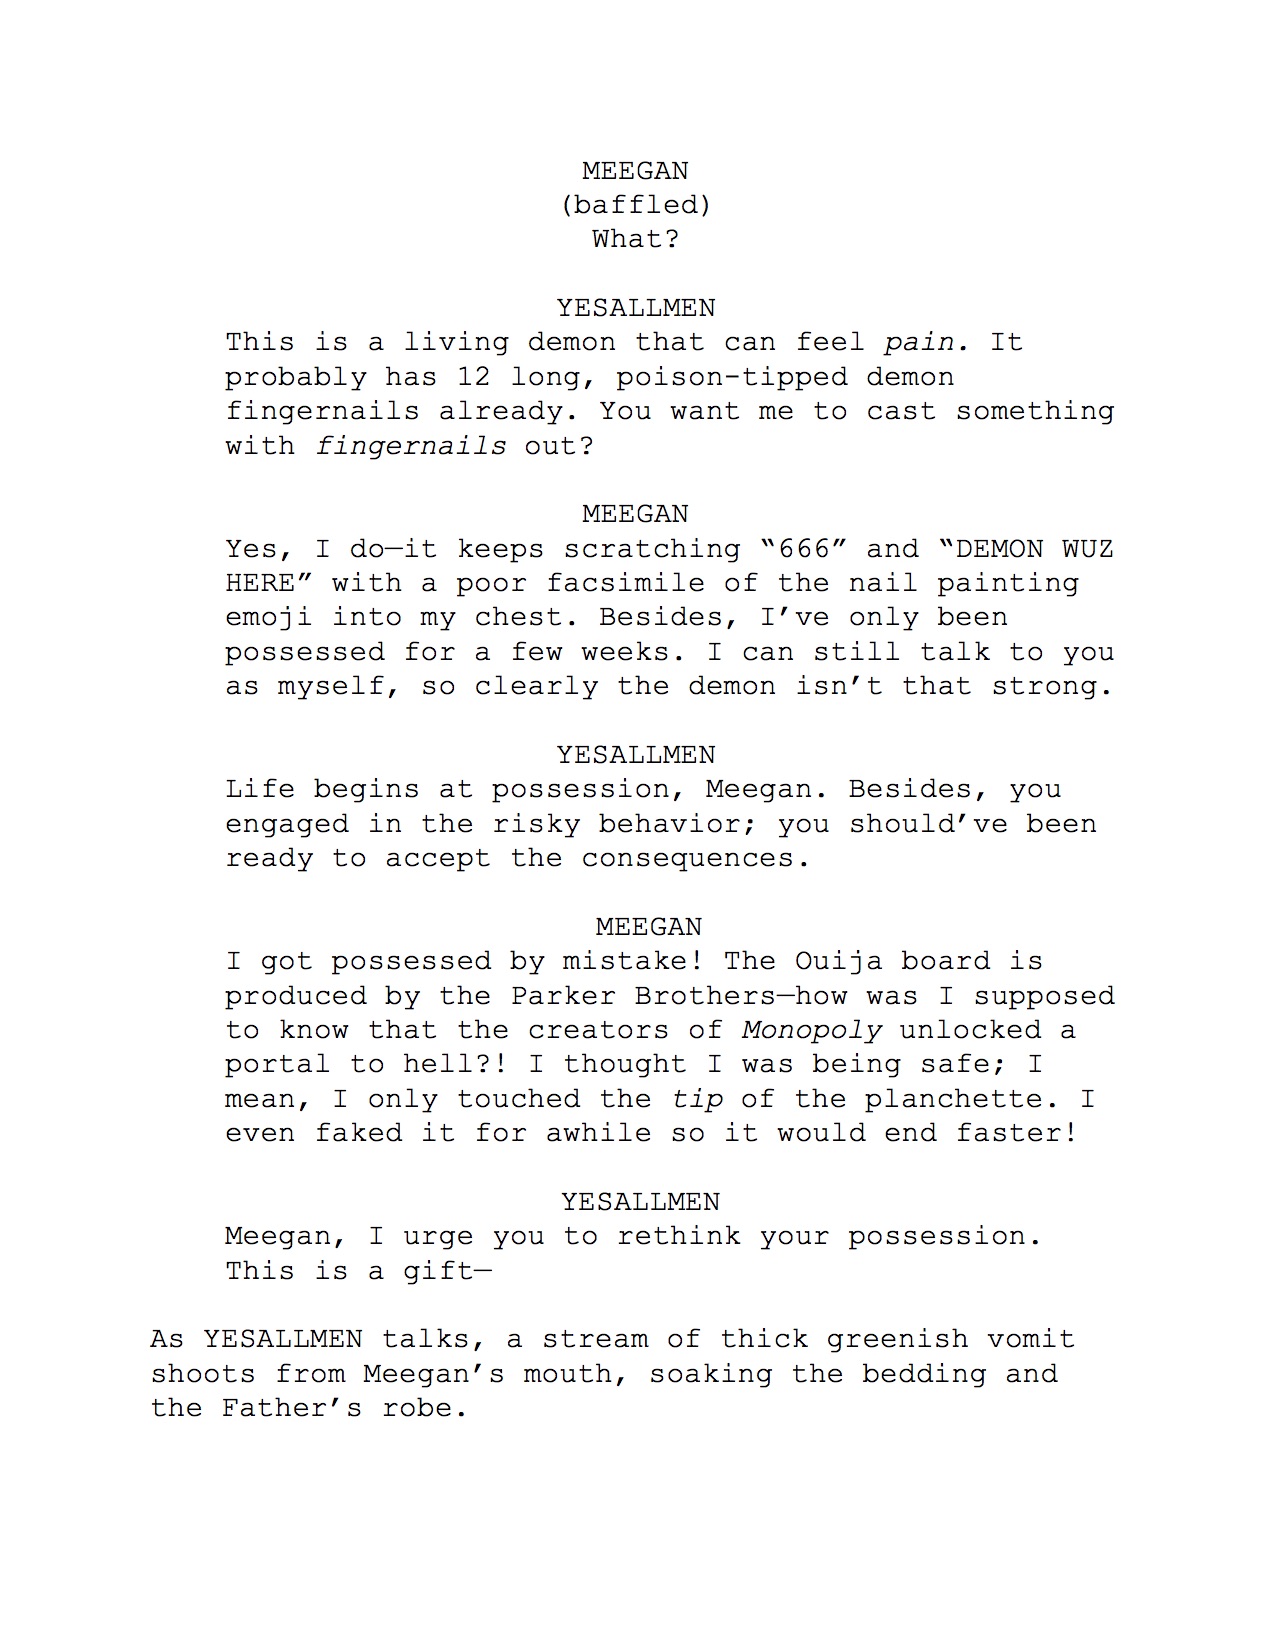 MEEGAN
(baffled)
What?
YESALLMEN
This is a living demon that can feel pain. It
probably has 12 long, poison-tipped demon
fingernails already. You want me to cast something
with fingernails out?
MEEGAN
Yes, I do—it keeps scratching “666” and “DEMON WUZ
HERE” with a poor facsimile of the nail painting
emoji into my chest. Besides, I’ve only been
possessed for a few weeks. I can still talk to you
as myself, so clearly the demon isn’t that strong.
YESALLMEN
Life begins at possession, Meegan. Besides, you
engaged in the risky behavior; you should’ve been
ready to accept the consequences.
MEEGAN
I got possessed by mistake! The Ouija board is
produced by the Parker Brothers—how was I supposed
to know that the creators of Monopoly unlocked a
portal to hell?! I thought I was being safe; I
mean, I only touched the tip of the planchette. I
even faked it for awhile so it would end faster!
YESALLMEN
Meegan, I urge you to rethink your possession.
This is a gift—
As YESALLMEN talks, a stream of thick greenish vomit
shoots from Meegan’s mouth, soaking the bedding and
the Father’s robe.